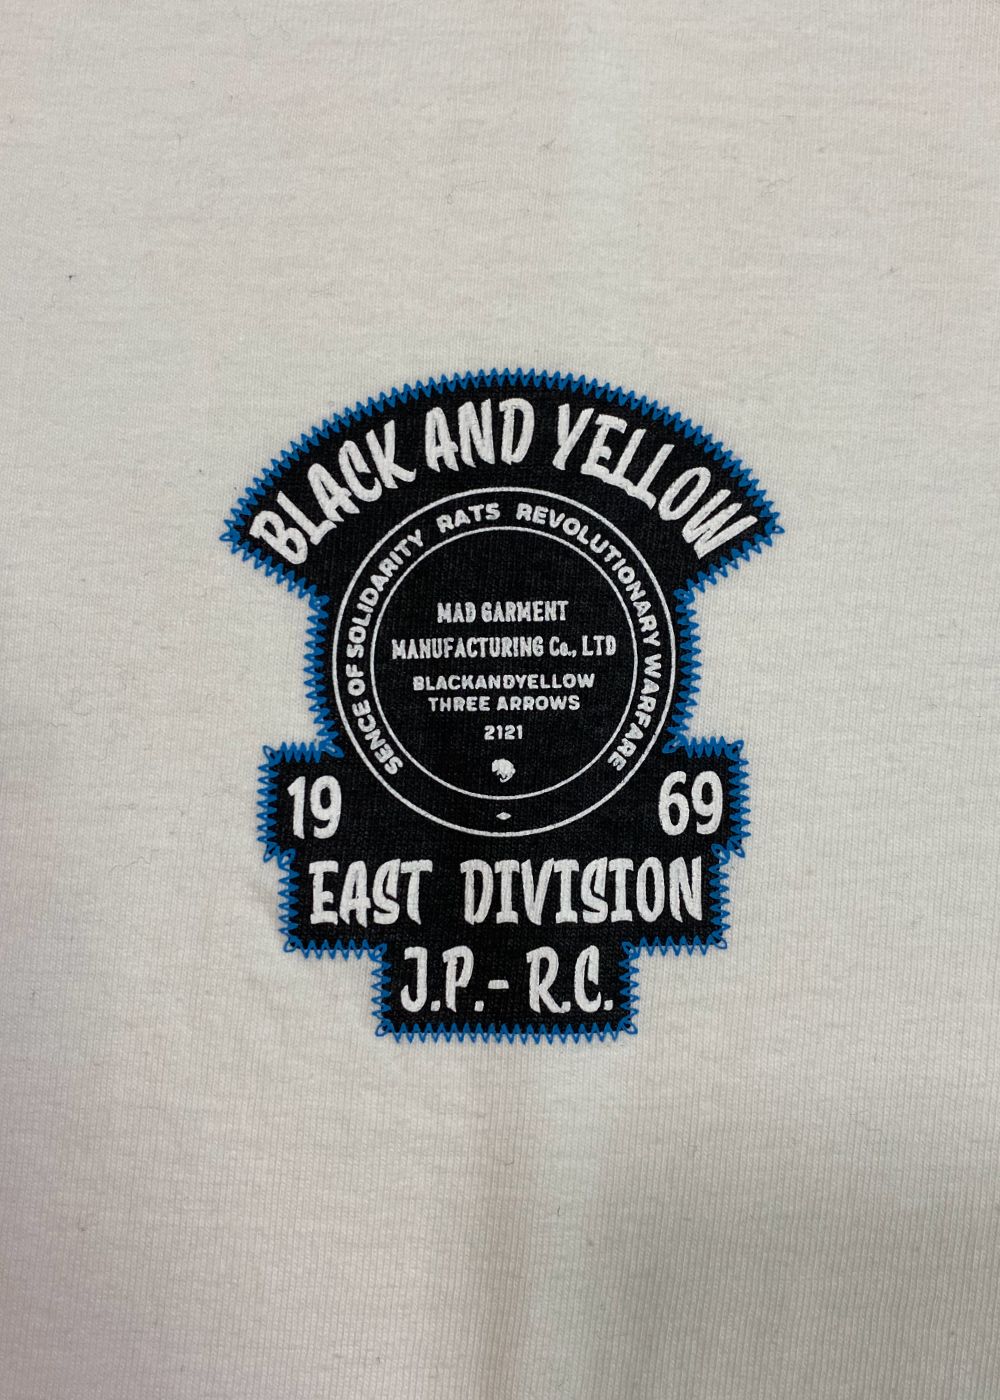 BLACK AND YELLOW
SENCE OF SOLIDARITY RATS REVOLUTIONARY WARFARE
MAD GARMENT
MANUFACTURING Co., LTD
BLACKANDYELLOW
THREE ARROWS
2121
19 69
EAST DIVISION
J.P.- R.C.